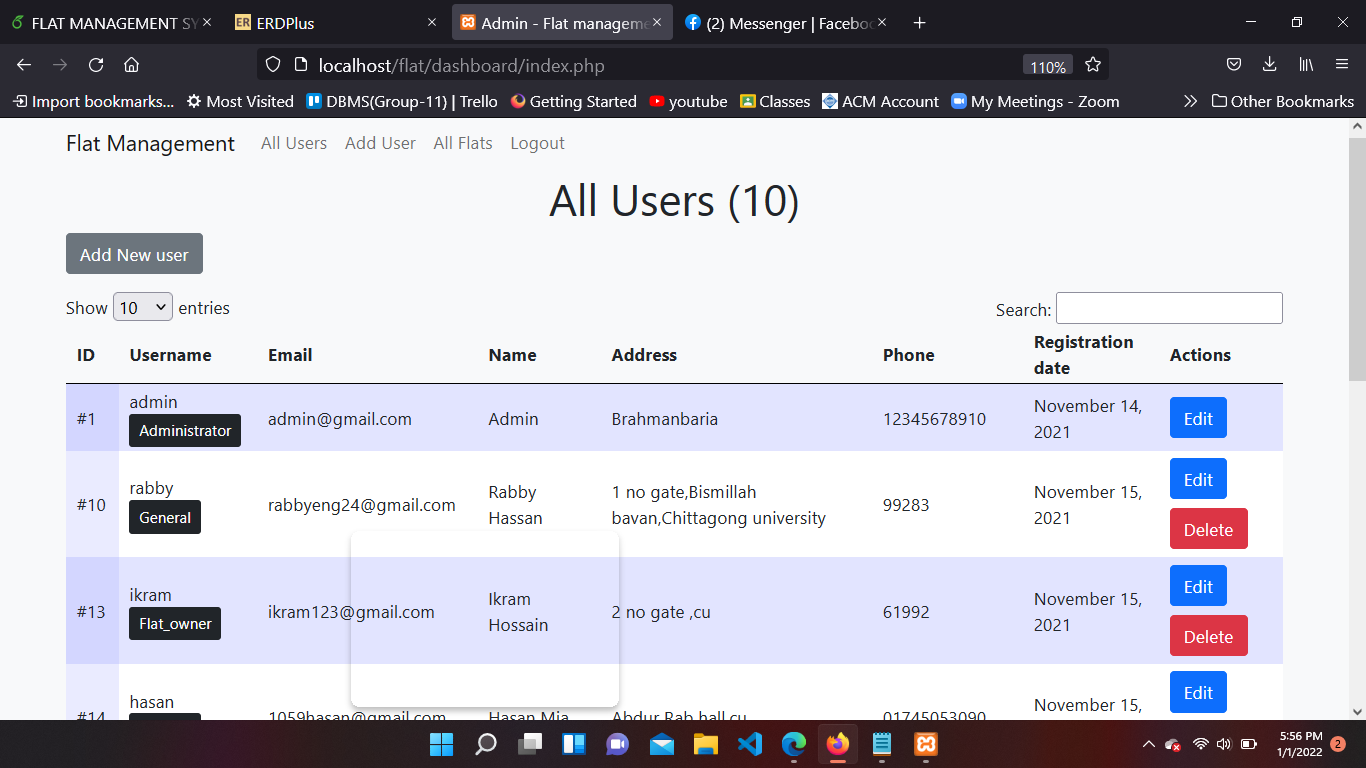 FLAT MANAGEMENT SY
ERDPlus
Admin - Flat manageme
(2) Messenger | Facebo
localhost/flat/dashboard/index.php
110%
Import bookmarks...
Most Visited
DBMS(Group-11) | Trello
Getting Started
youtube
Classes
ACM Account
My Meetings - Zoom
Other Bookmarks
Flat Management
All Users
Add User
All Flats
Logout
All Users (10)
Add New user
Show 10 entries
Search:
ID Username Email Name Address Phone Registration date Actions
#1 admin Administrator admin@gmail.com Admin Brahmanbaria 12345678910 November 14, 2021 Edit
#10 rabby General rabbyeng24@gmail.com Rabby Hassan 1 no gate,Bismillah bavan,Chittagong university 99283 November 15, 2021 Edit Delete
#13 ikram Flat_owner ikram123@gmail.com Ikram Hossain 2 no gate ,cu 61992 November 15, 2021 Edit Delete
#14 hasan 1059hasan@gmail.com Hasan Mia Abdur Rab hall,cu 01745053090 November 15, Edit
5:56 PM
1/1/2022
2